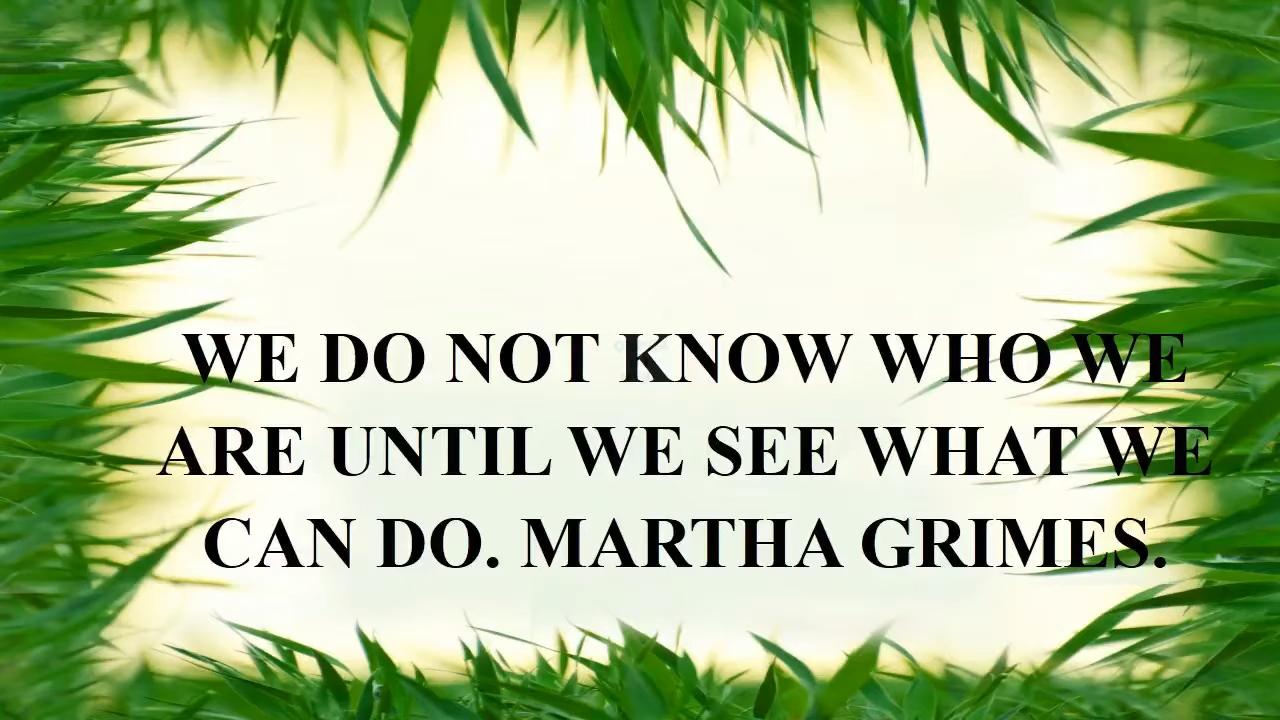 WE DO NOT KNOW WHO WE
ARE UNTIL WE SEE WHAT WE
CAN DO. MARTHA GRIMES.